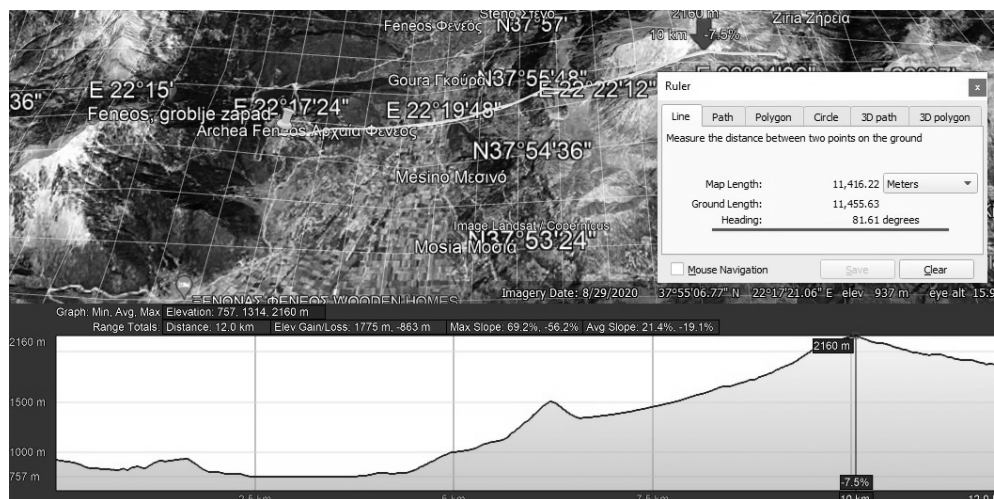 Steno Στενό
Feneos Φενεός
N37°57'
2160 m
10 km -7.5%
Ziria Ζήρεια
Goura Γκούρα
N37°55'48"
E 22°22'12"
36"
E 22°15'
E 22°17'24"
E 22°19'48"
Feneos, groblje zapad
Archea Feneos Αρχαία Φενεός
N37°54'36"
Mesino Μεσινό
Image Landsat / Copernicus
Mosia Μοσιά
N37°53'24"
ΞΕΝΩΝΑΣ ΦΕΝΕΟΣ WOODEN HOMES
Imagery Date: 8/29/2020 37°55'06.77" N 22°17'21.06" E elev 937 m eye alt 15.9
Ruler
x
Line Path Polygon Circle 3D path 3D polygon
Measure the distance between two points on the ground
Map Length: 11,416.22 Meters
Ground Length: 11,455.63
Heading: 81.61 degrees
Mouse Navigation Save Clear
Graph: Min, Avg, Max Elevation: 757, 1314, 2160 m
Range Totals: Distance: 12.0 km Elev Gain/Loss: 1775 m, -863 m Max Slope: 69.2%, -56.2% Avg Slope: 21.4%, -19.1%
2160 m
2160 m
1500 m
1000 m
757 m
-7.5%
2.5 km 5 km 7.5 km 10 km 12.0